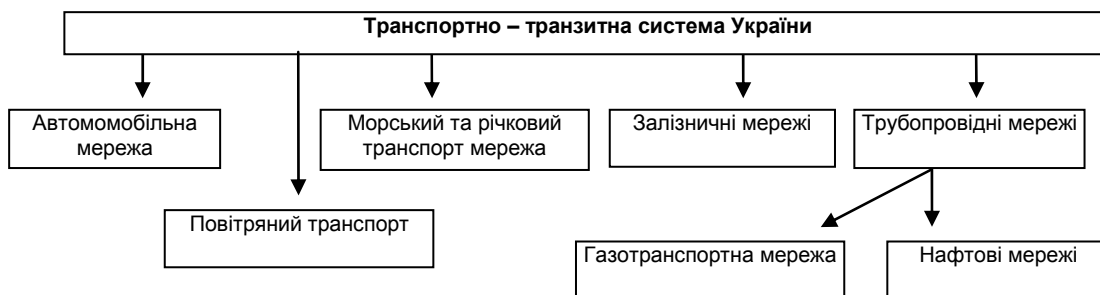 Транспортно – транзитна система України
Автомомобільна
мережа
Морський та річковий
транспорт мережа
Залізничні мережі
Трубопровідні мережі
Повітряний транспорт
Газотранспортна мережа
Нафтові мережі